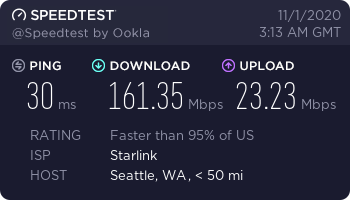 SPEEDTEST 11/1/2020
@Speedtest by Ookla 3:13 AM GMT
PING DOWNLOAD UPLOAD
30 ms 161.35 Mbps 23.23 Mbps
RATING Faster than 95% of US
ISP Starlink
HOST Seattle, WA, < 50 mi